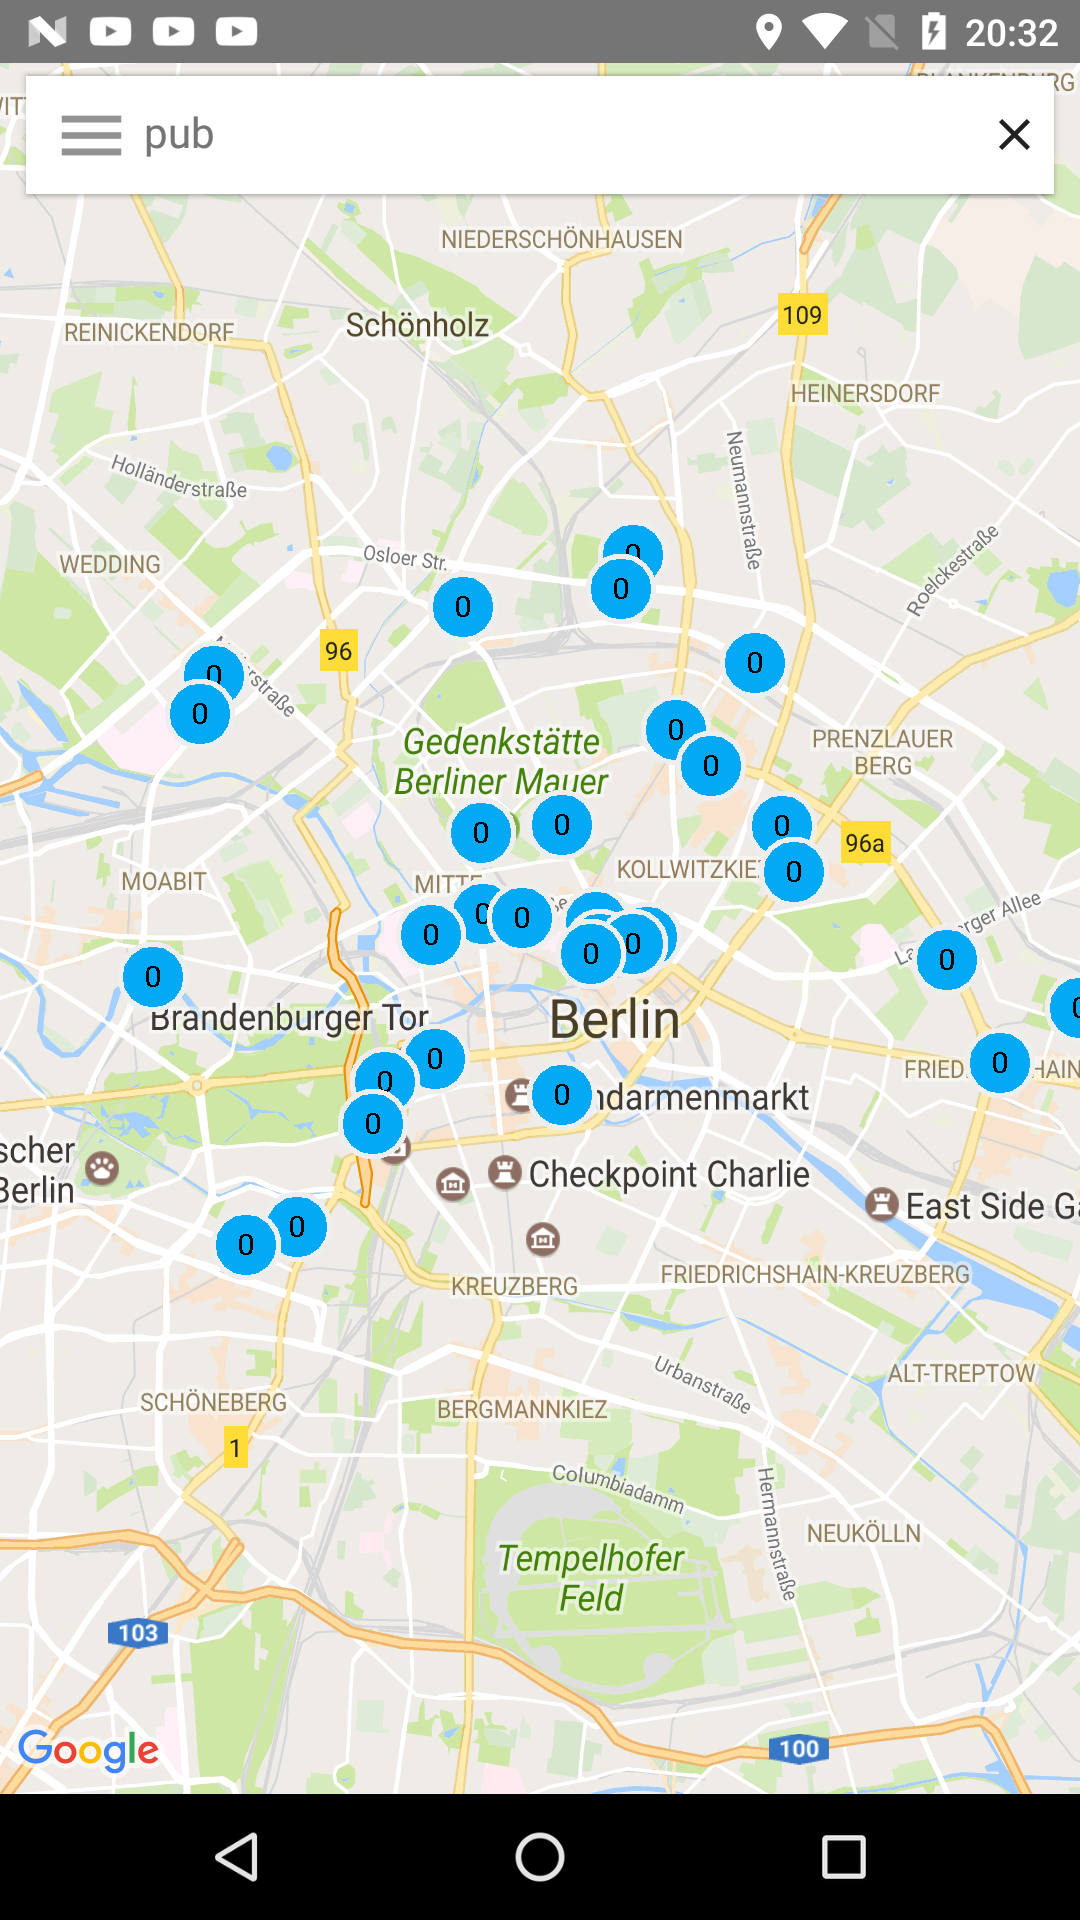 20:32
pub
NIEDERSCHÖNHAUSEN
109
Schönholz
REINICKENDORF
HEINERSDORF
Neumannstraße
Holländerstraße
Roelckestraße
Osloer Str.
WEDDING
0
0
0
96
0
0
0
0
0
Gedenkstätte
Berliner Mauer
PRENZLAUER
BERG
0
0
0
96a
0
KOLLWITZKIE
MOABIT
MITTE
0
0
0
0
0
0
0
Brandenburger Tor
Berlin
0
0
0
FRIED
HAIN
0
ndarmenmarkt
0
scher
Berlin
Checkpoint Charlie
East Side Ga
0
0
KREUZBERG
FRIEDRICHSHAIN-KREUZBERG
Urbanstraße
ALT-TREPTOW
SCHÖNEBERG
BERGMANNKIEZ
1
Columbiadamm
Hermannstraße
NEUKÖLLN
Tempelhofer
Feld
103
Google
100